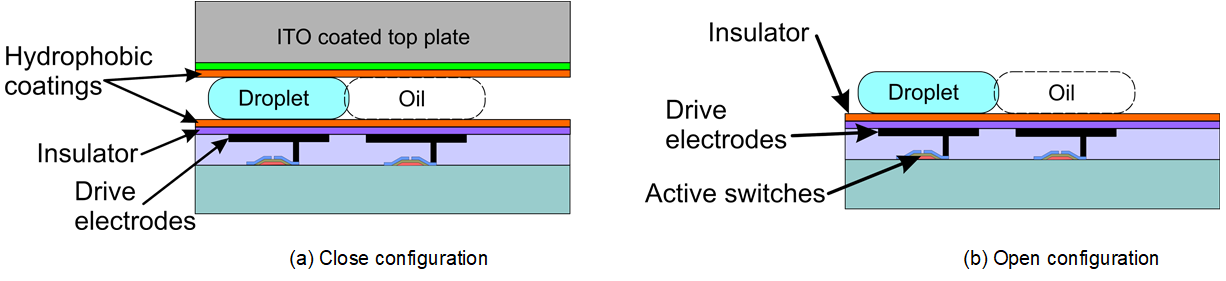 ITO coated top plate
Hydrophobic
coatings
Droplet
Oil
Insulator
Drive
electrodes
(a) Close configuration
Insulator
Droplet
Oil
Drive
electrodes
Active switches
(b) Open configuration